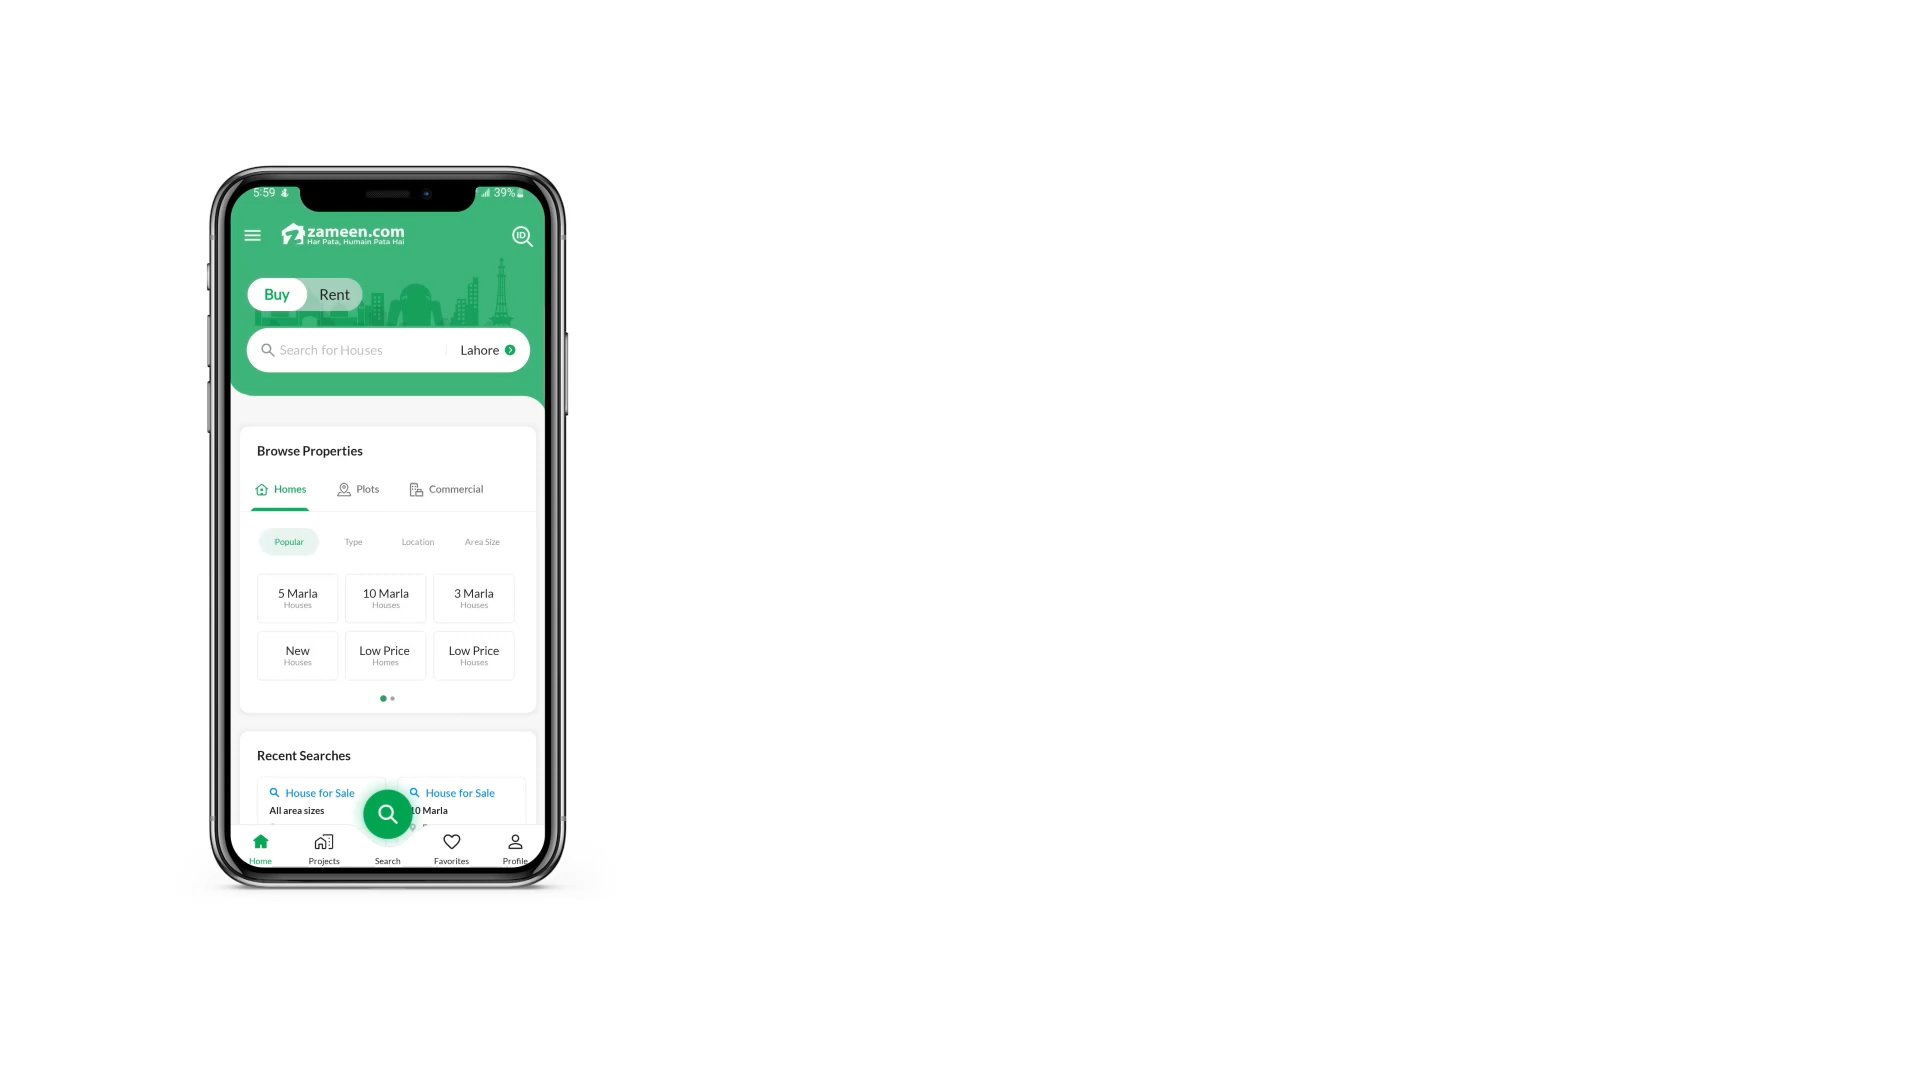 5:59
39%
zameen.com
Har Pata, Humain Pata Hai
ID
Buy
Rent
Search for Houses
Lahore
Browse Properties
Homes
Plots
Commercial
Popular
Type
Location
Area Size
5 Marla
Houses
10 Marla
Houses
3 Marla
Houses
New
Houses
Low Price
Homes
Low Price
Houses
Recent Searches
House for Sale
All area sizes
House for Sale
10 Marla
Home
Projects
Search
Favorites
Profile